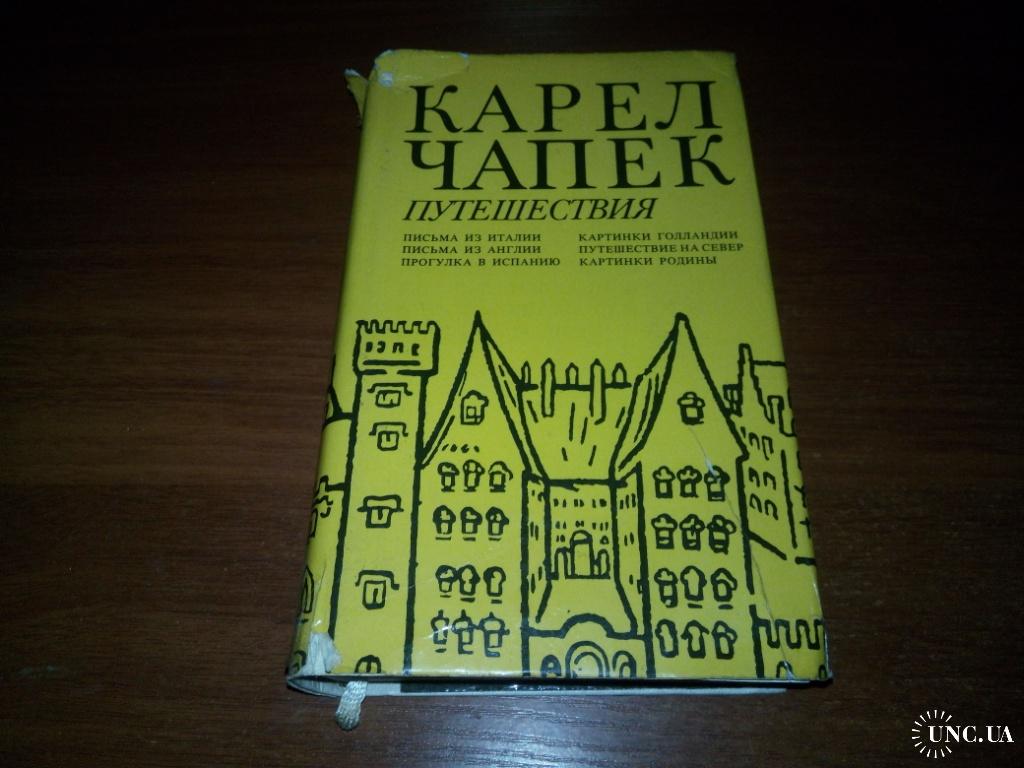 КАРЕЛ
ЧАПЕК
ПУТЕШЕСТВИЯ
ПИСЬМА ИЗ ИТАЛИИ
ПИСЬМА ИЗ АНГЛИИ
ПРОГУЛКА В ИСПАНИЮ
КАРТИНКИ ГОЛЛАНДИИ
ПУТЕШЕСТВИЕ НА СЕВЕР
КАРТИНКИ РОДИНЫ
UNC.UA